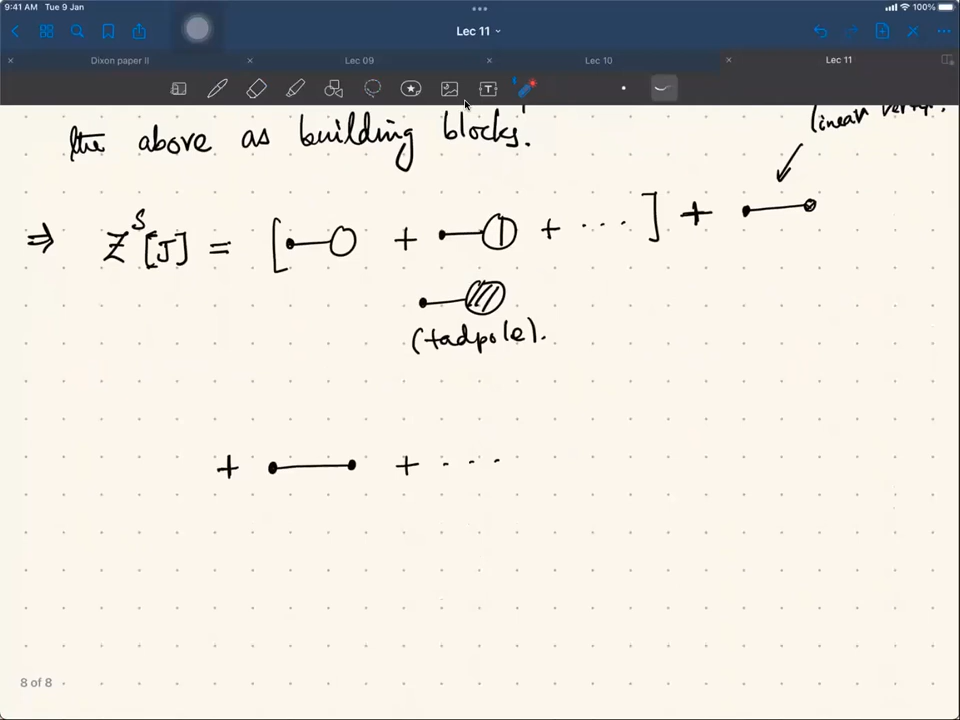 9:41 AM Tue 9 Jan
100%
Lec 11
Dixon paper II
Lec 09
Lec 10
Lec 11
linear
the above as building blocks!
⇒ Z^S[J] = [ + + ··· ] +
(tadpole).
+ + ···
8 of 8